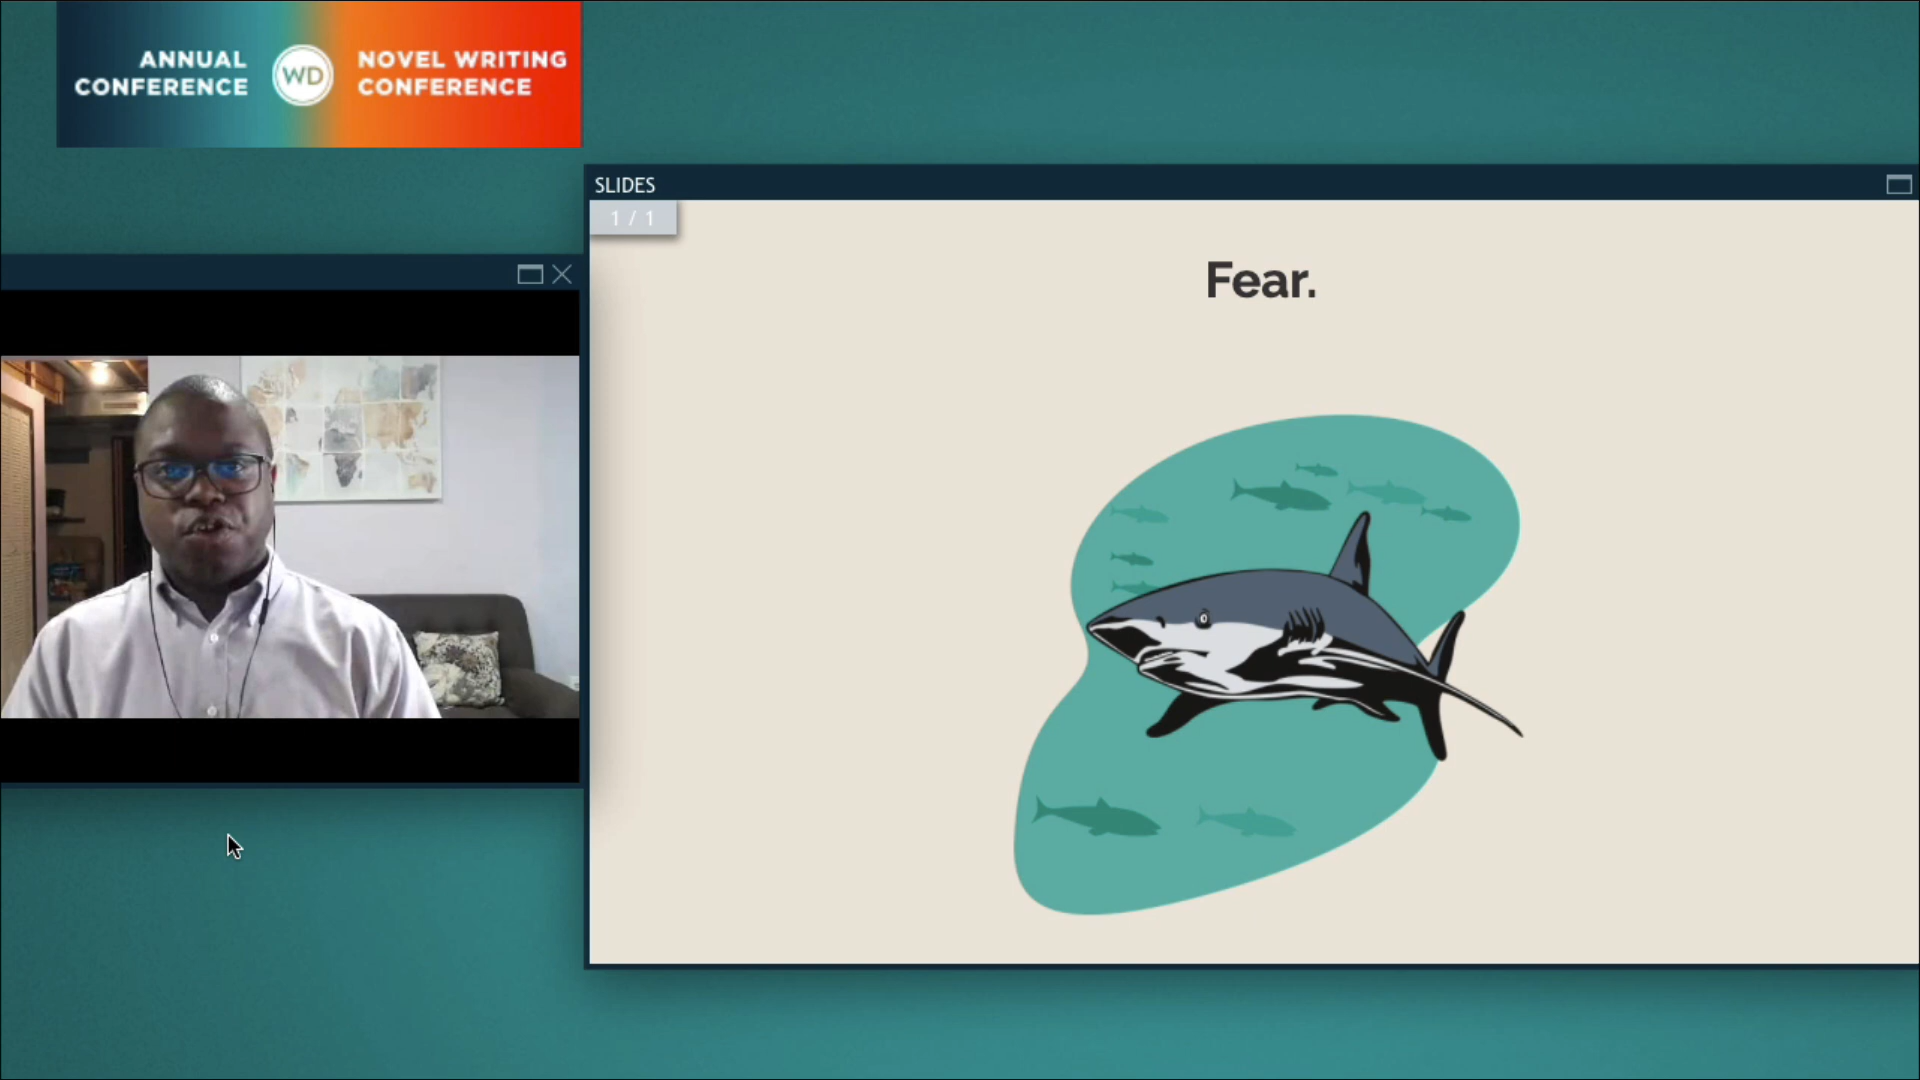 ANNUAL
CONFERENCE
WD
NOVEL WRITING
CONFERENCE
SLIDES
1 / 1
Fear.